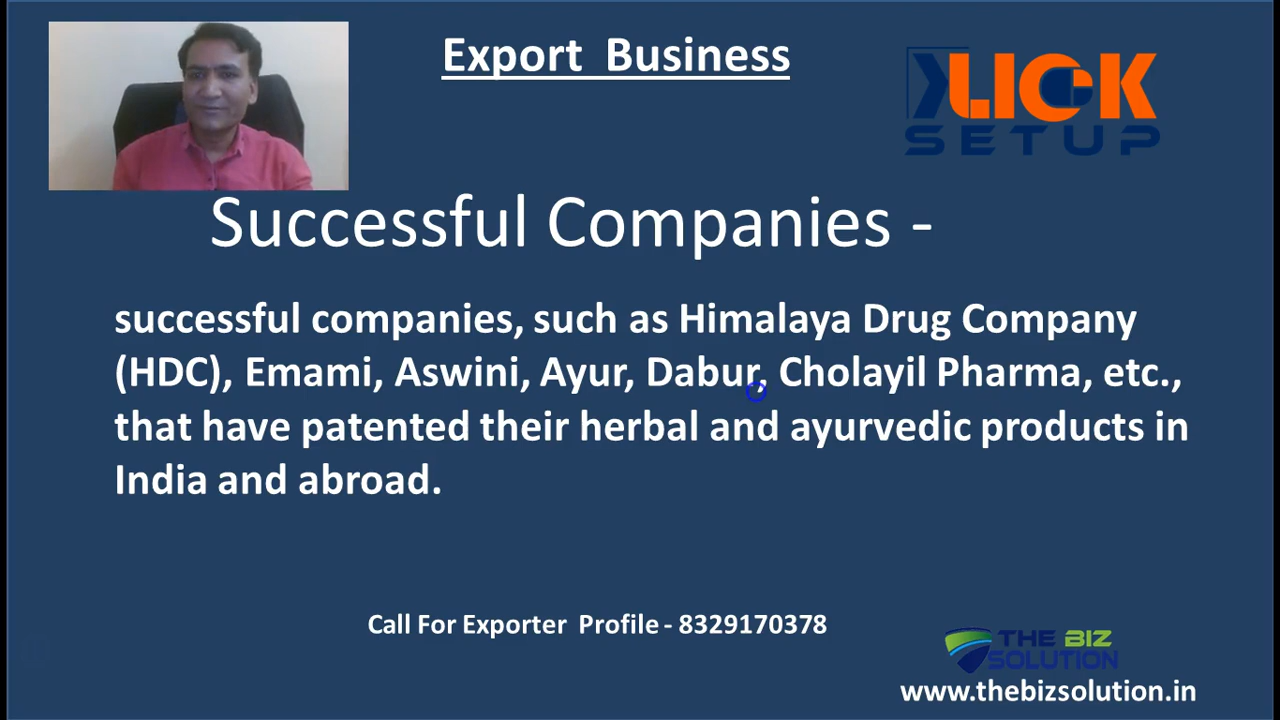 Export Business
KLICK
SETUP
Successful Companies -
successful companies, such as Himalaya Drug Company
(HDC), Emami, Aswini, Ayur, Dabur, Cholayil Pharma, etc.,
that have patented their herbal and ayurvedic products in
India and abroad.
Call For Exporter Profile - 8329170378
THE BIZ
SOLUTION
www.thebizsolution.in